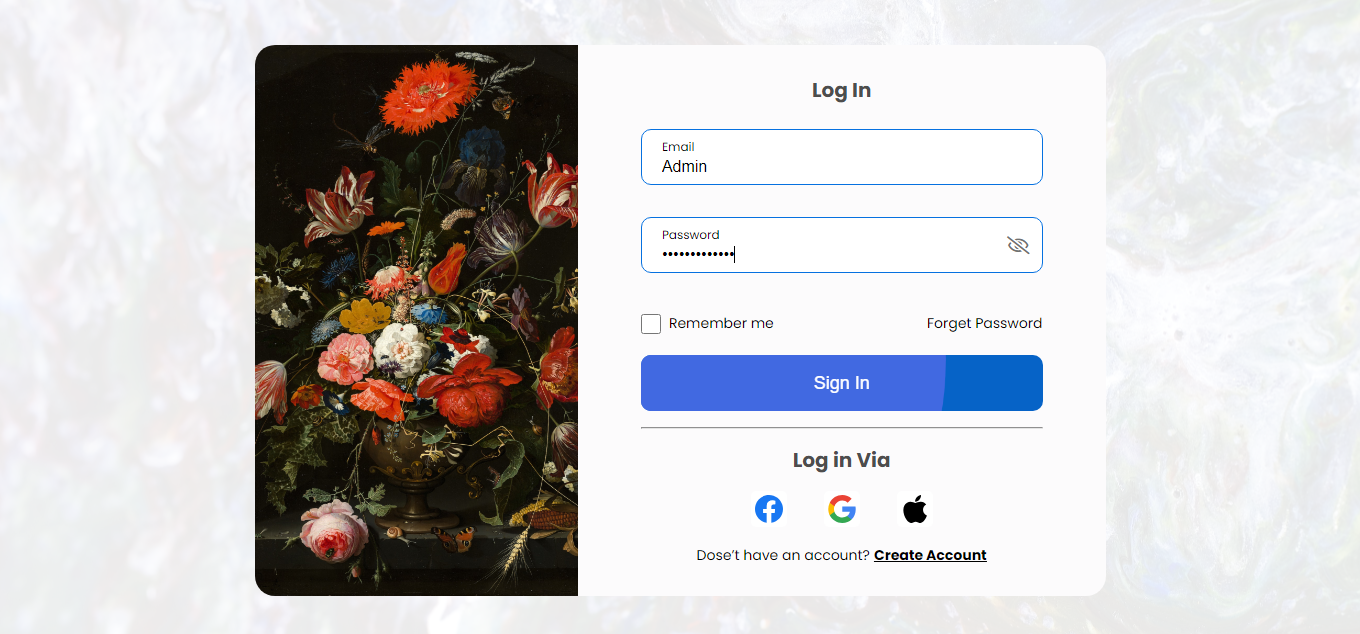 Log In
Email
Admin
Password
•••••••••••••
Remember me
Forget Password
Sign In
Log in Via
Dose't have an account? Create Account